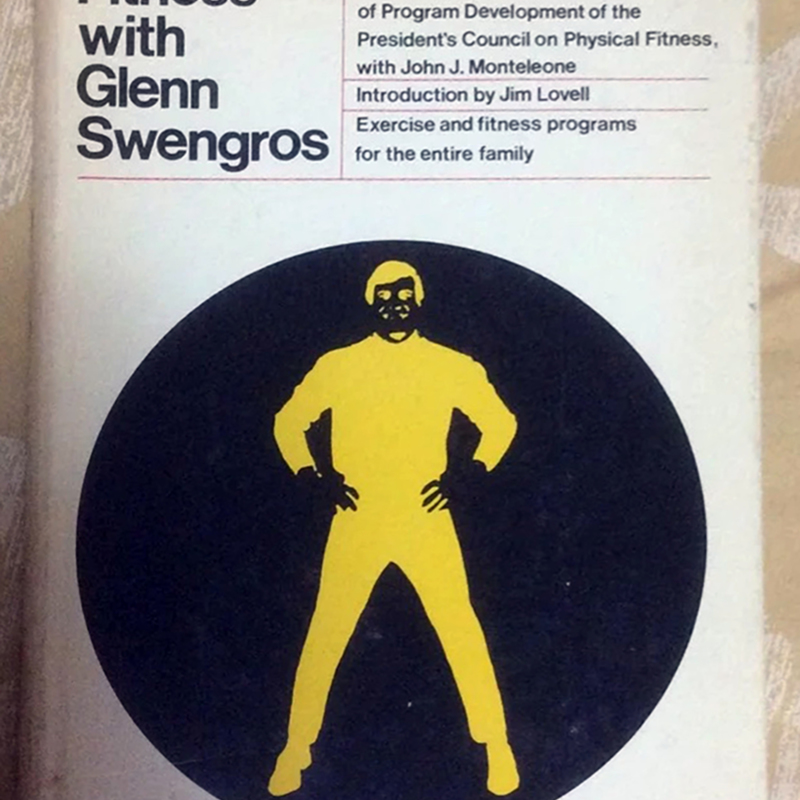 Fitness
with
Glenn
Swengros
of Program Development of the
President's Council on Physical Fitness,
with John J. Monteleone
Introduction by Jim Lovell
Exercise and fitness programs
for the entire family